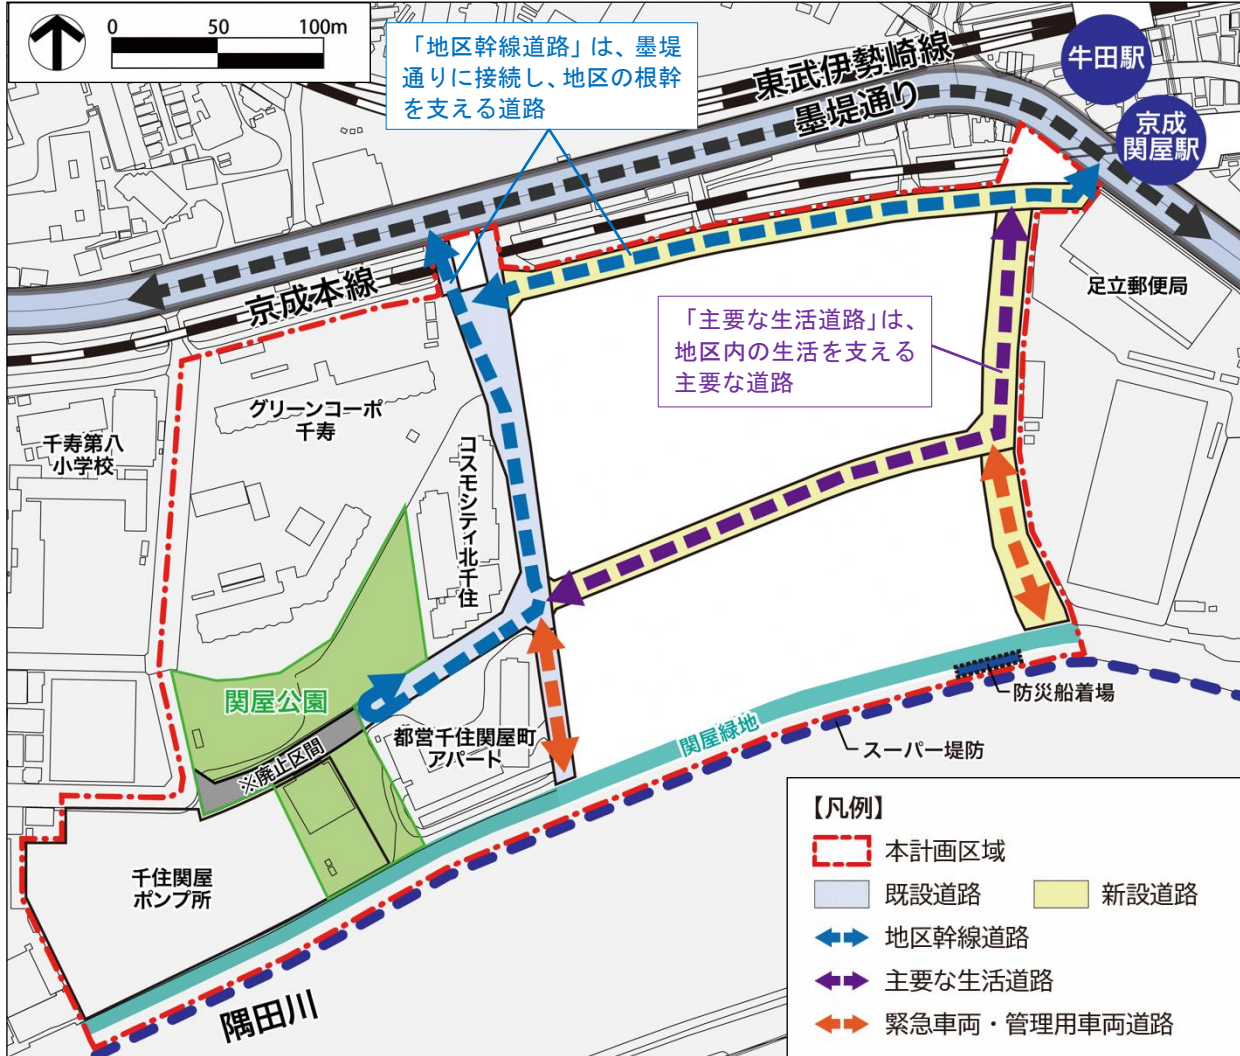 0 50 100m
「地区幹線道路」は、墨堤
通りに接続し、地区の根幹
を支える道路
東武伊勢崎線
墨堤通り
牛田駅
京成
関屋駅
京成本線
足立郵便局
「主要な生活道路」は、
地区内の生活を支える
主要な道路
グリーンコーポ
千寿
千寿第八
小学校
コスモシティ北千住
関屋公園
※廃止区間
都営千住関屋町
アパート
関屋緑地
防災船着場
スーパー堤防
千住関屋
ポンプ所
隅田川
【凡例】
本計画区域
既設道路
新設道路
地区幹線道路
主要な生活道路
緊急車両・管理用車両道路